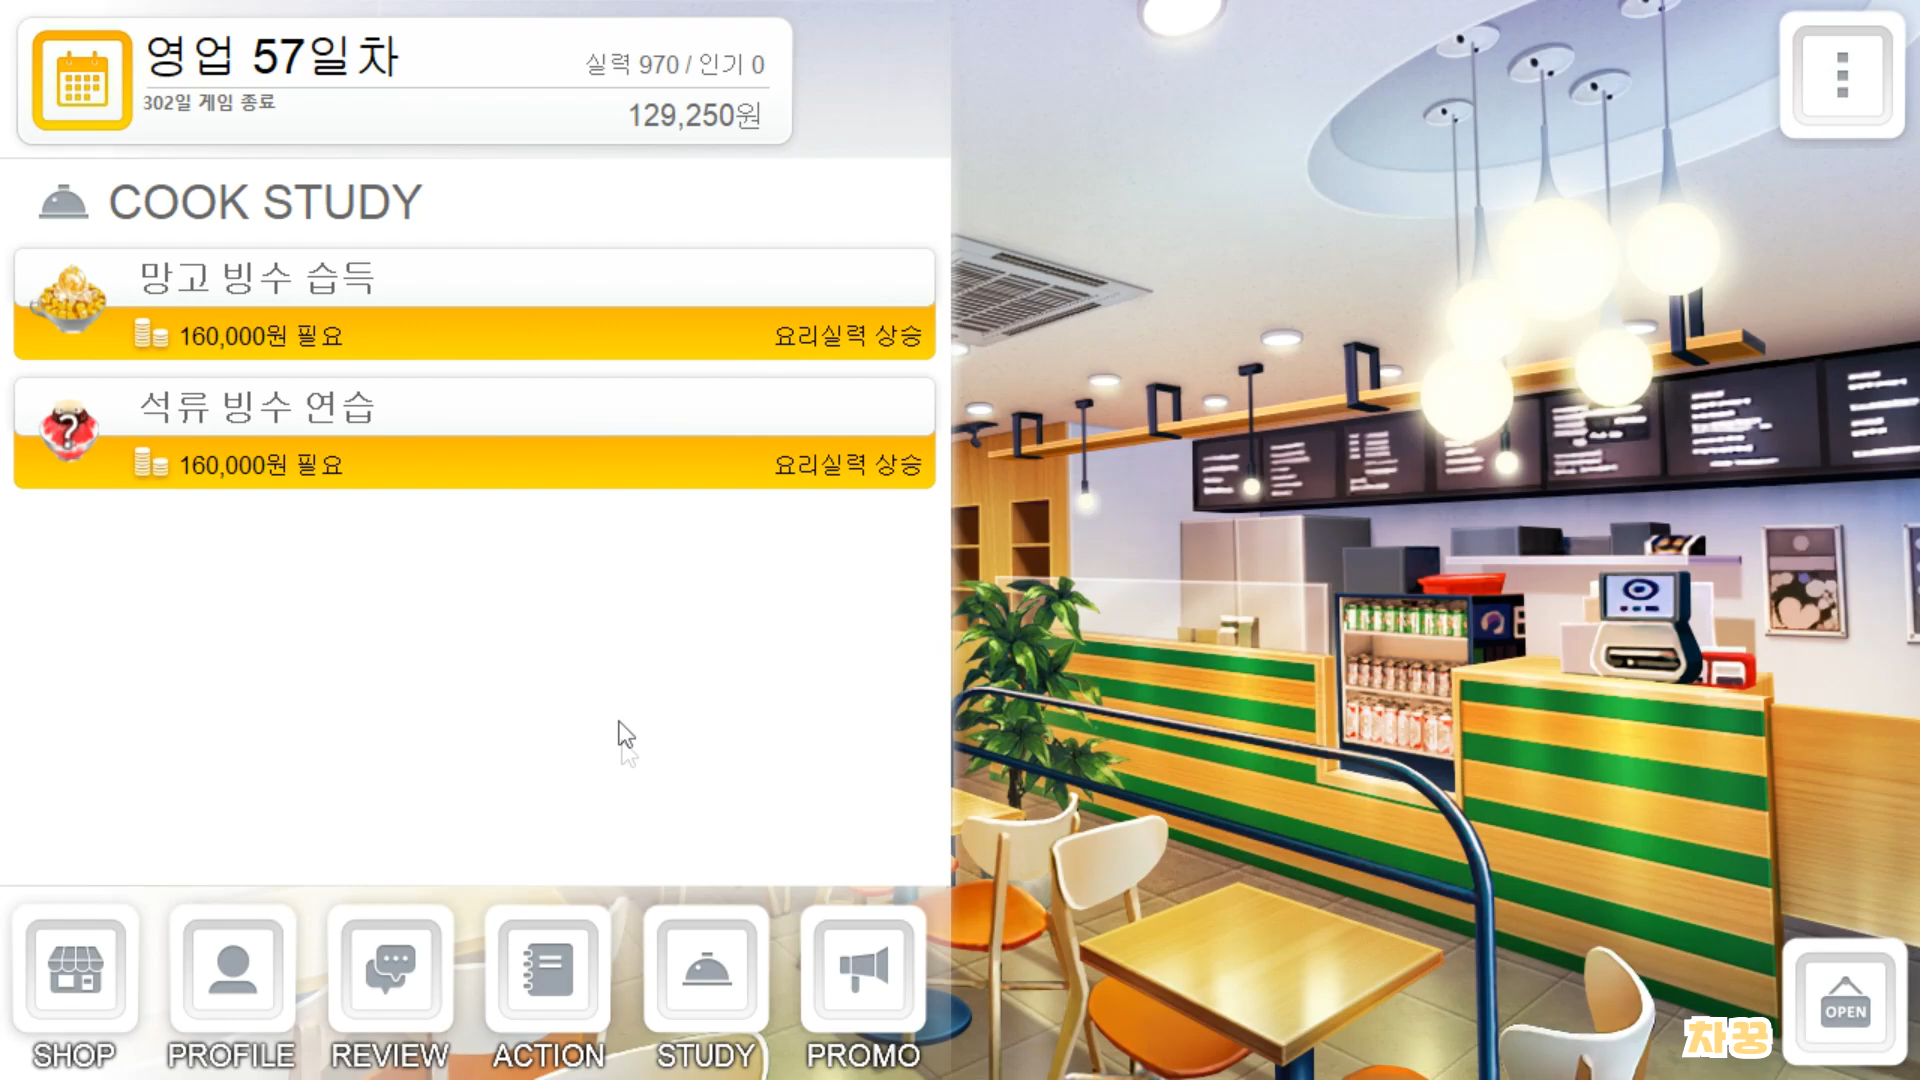 영업 57일차
실력 970 / 인기 0
302일 게임 종료
129,250원
COOK STUDY
망고 빙수 습득
160,000원 필요
요리실력 상승
석류 빙수 연습
?
160,000원 필요
요리실력 상승
SHOP
PROFILE
REVIEW
ACTION
STUDY
PROMO
OPEN
차꿍